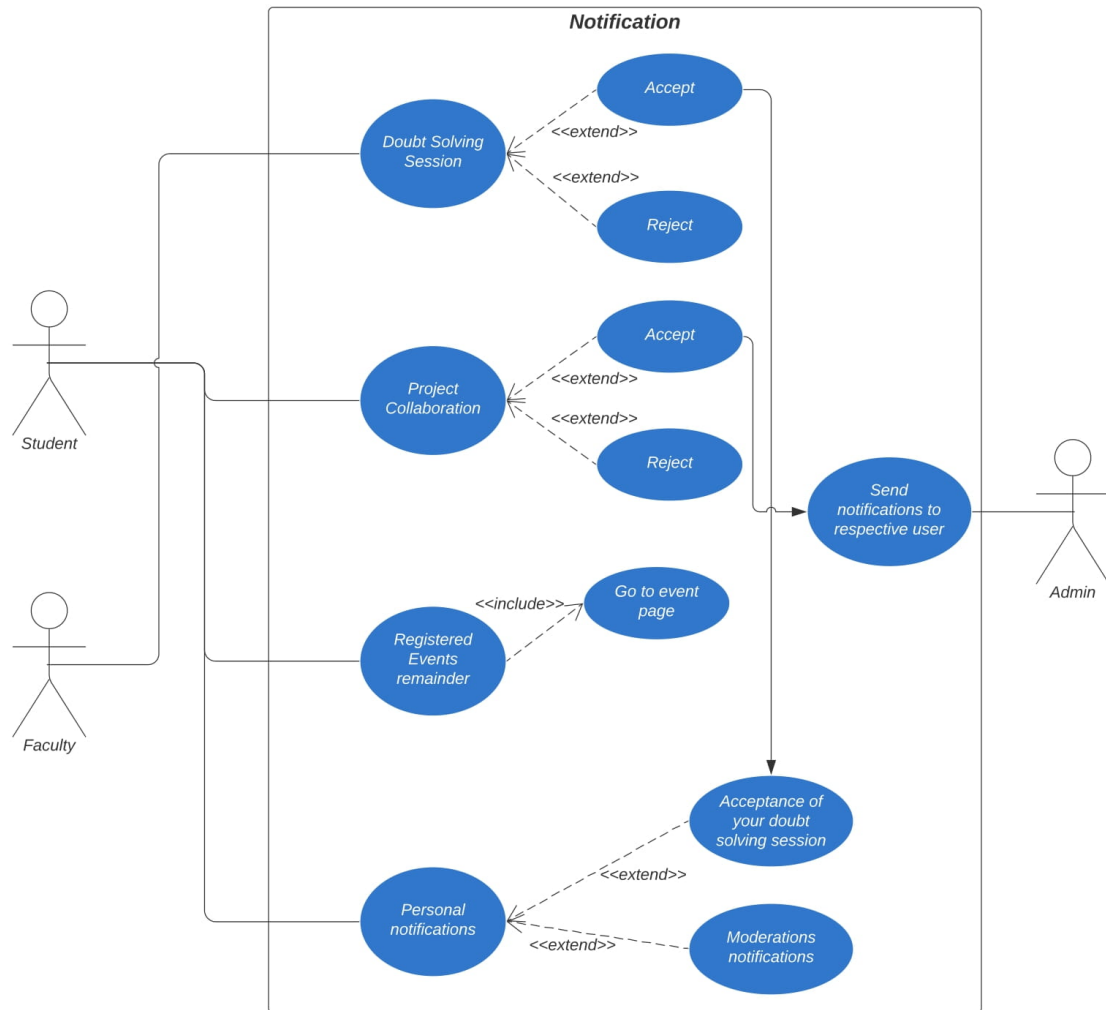 Notification
Accept
<<extend>>
Doubt Solving
Session
<<extend>>
Reject
Accept
<<extend>>
Project
Collaboration
<<extend>>
Reject
Student
Send
notifications to
respective user
Admin
<<include>>
Go to event
page
Registered
Events
remainder
Faculty
Acceptance of
your doubt
solving session
<<extend>>
Personal
notifications
<<extend>>
Moderations
notifications